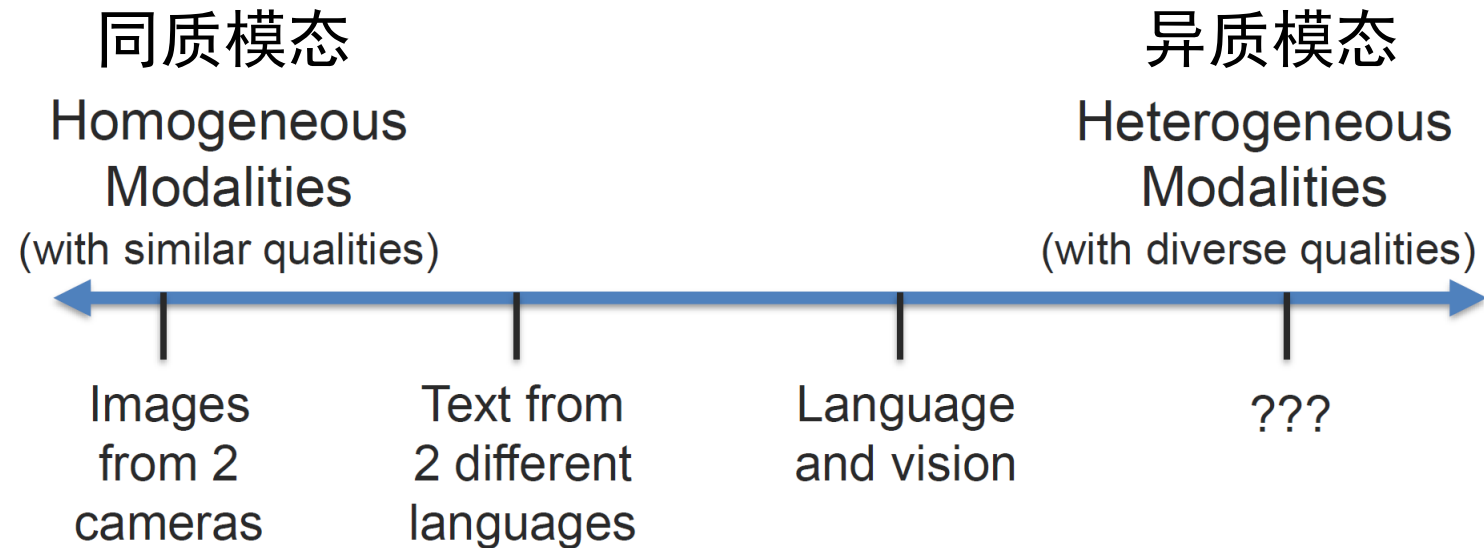 同质模态
Homogeneous
Modalities
(with similar qualities)
异质模态
Heterogeneous
Modalities
(with diverse qualities)
Images
from 2
cameras
Text from
2 different
languages
Language
and vision
???